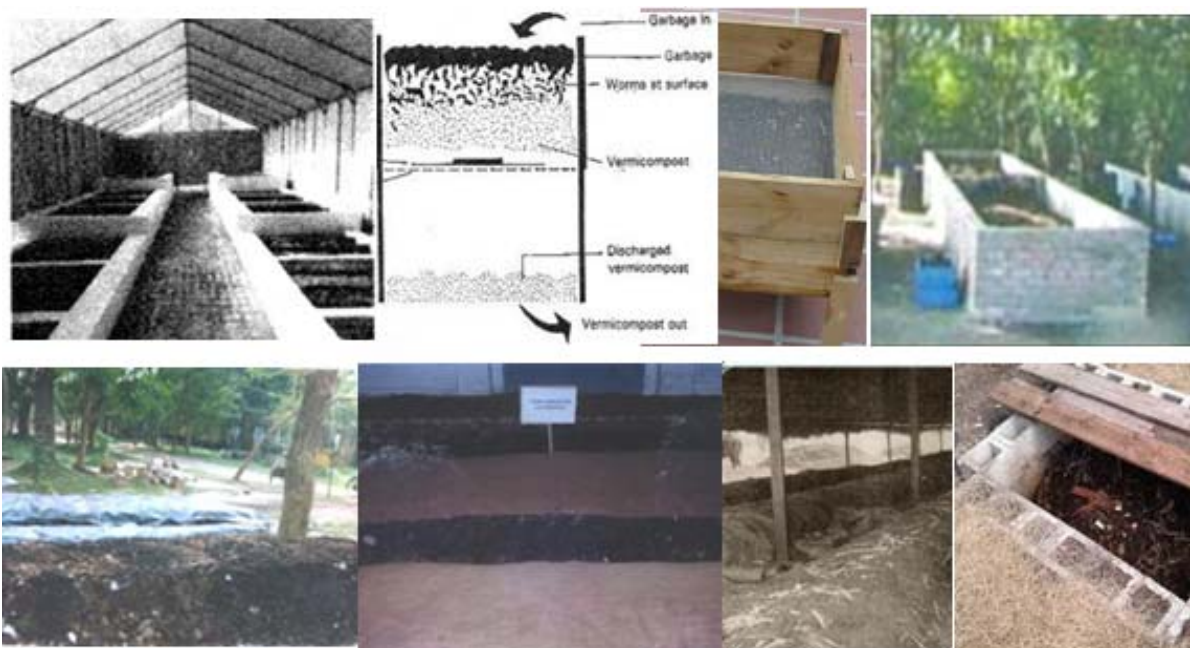 Garbage In
Garbage
Worms at surface
Vermicompost
Discharged
vermicompost
Vermicompost out